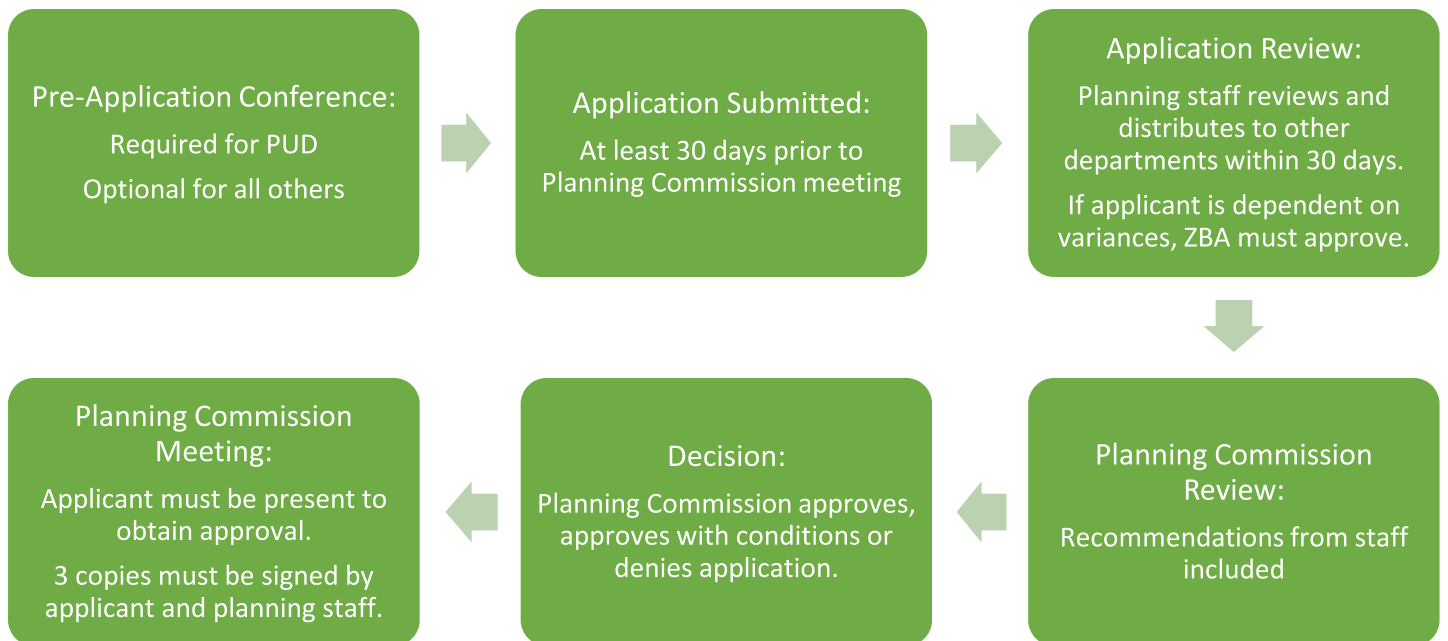 Pre-Application Conference:
Required for PUD
Optional for all others
Application Submitted:
At least 30 days prior to
Planning Commission meeting
Application Review:
Planning staff reviews and
distributes to other
departments within 30 days.
If applicant is dependent on
variances, ZBA must approve.
Planning Commission
Review:
Recommendations from staff
included
Decision:
Planning Commission approves,
approves with conditions or
denies application.
Planning Commission
Meeting:
Applicant must be present to
obtain approval.
3 copies must be signed by
applicant and planning staff.